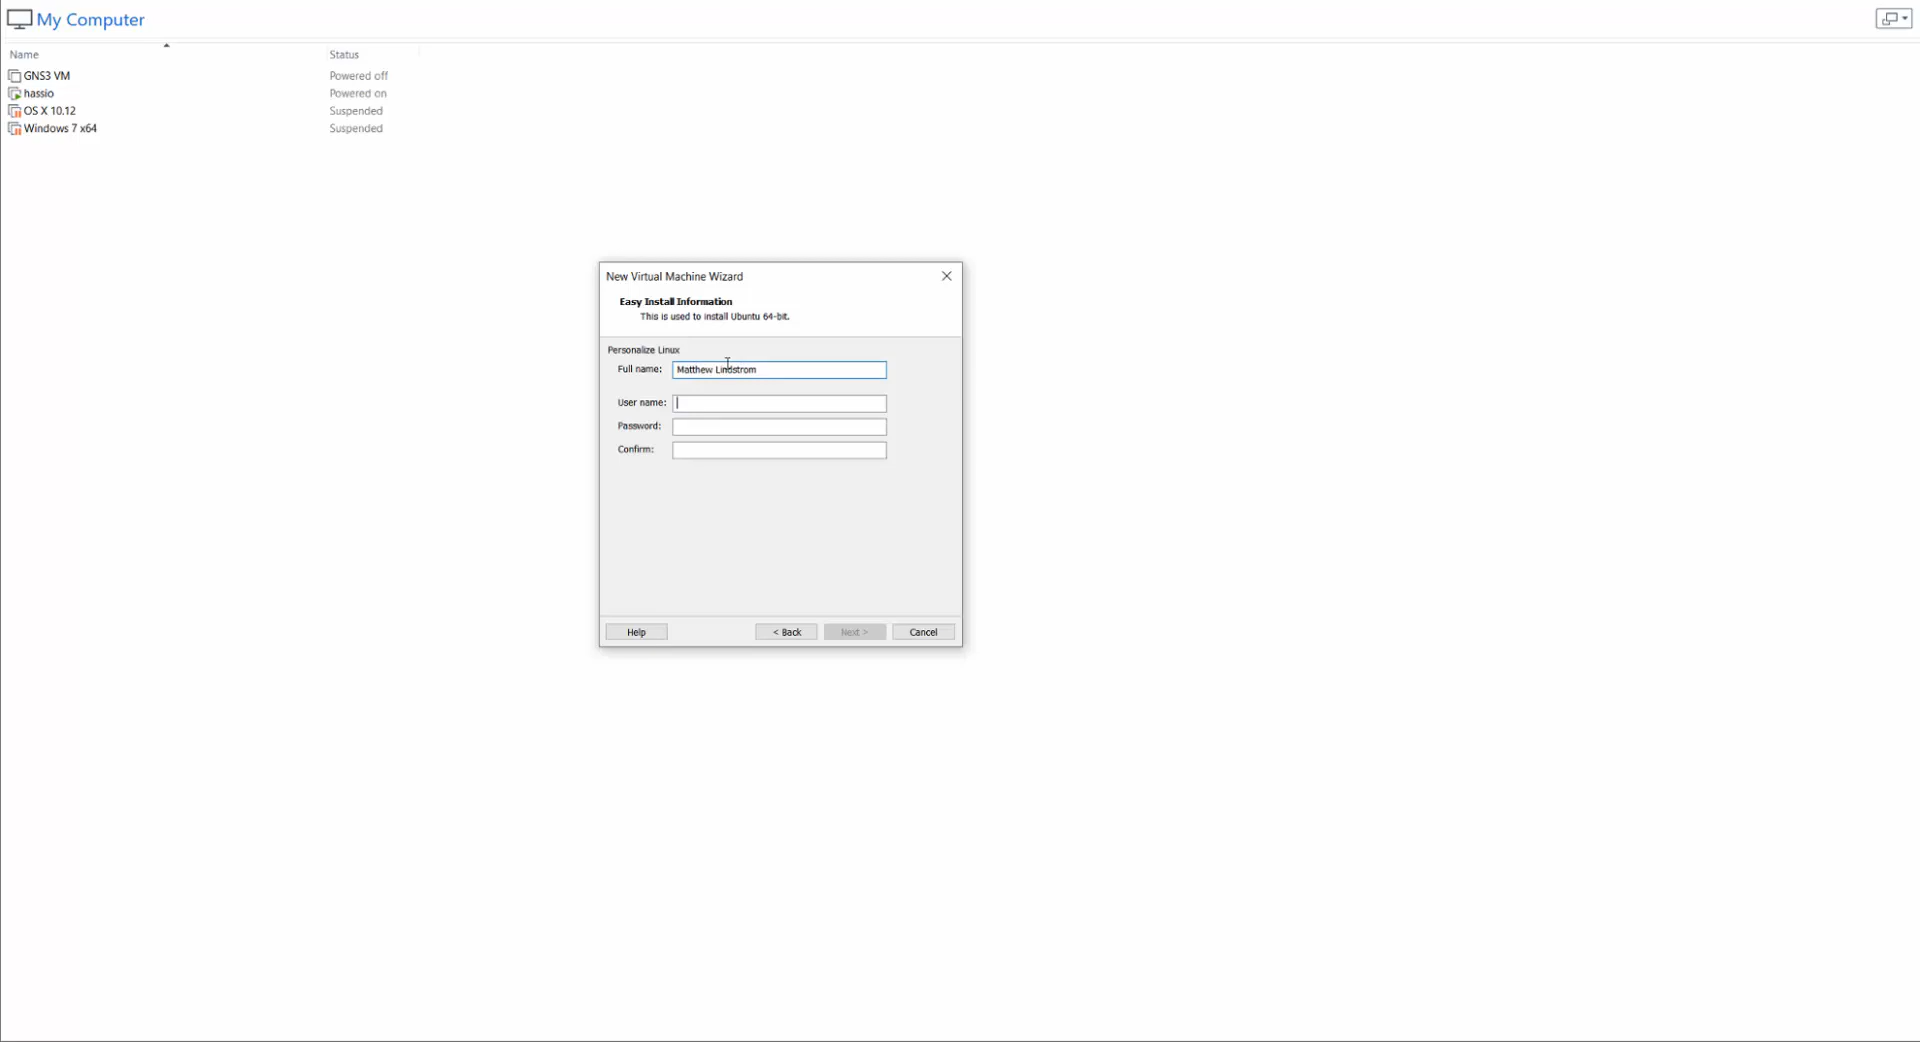 My Computer
Name Status
GNS3 VM Powered off
hassio Powered on
OS X 10.12 Suspended
Windows 7 x64 Suspended
New Virtual Machine Wizard
Easy Install Information
This is used to install Ubuntu 64-bit.
Personalize Linux
Full name: Matthew Lindstrom
User name:
Password:
Confirm:
Help < Back Next > Cancel